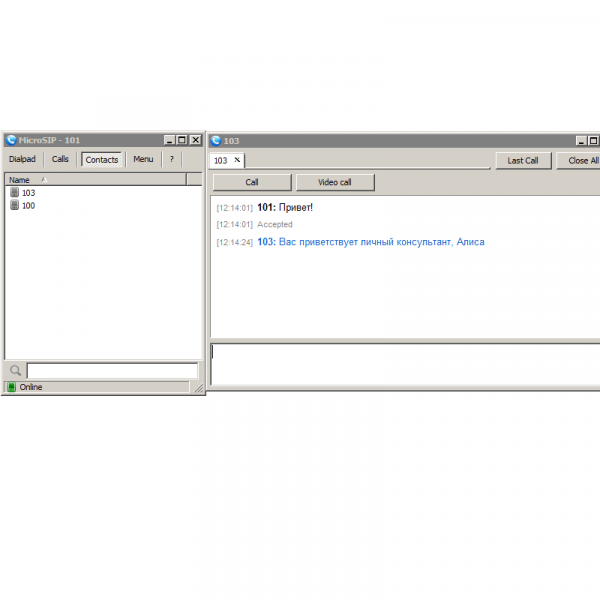 MicroSIP - 101
Dialpad Calls Contacts Menu ?
Name
103
100
Online
103
103 × Last Call Close All
Call Video call
[12:14:01] 101: Привет!
[12:14:01] Accepted
[12:14:24] 103: Вас приветствует личный консультант, Алиса